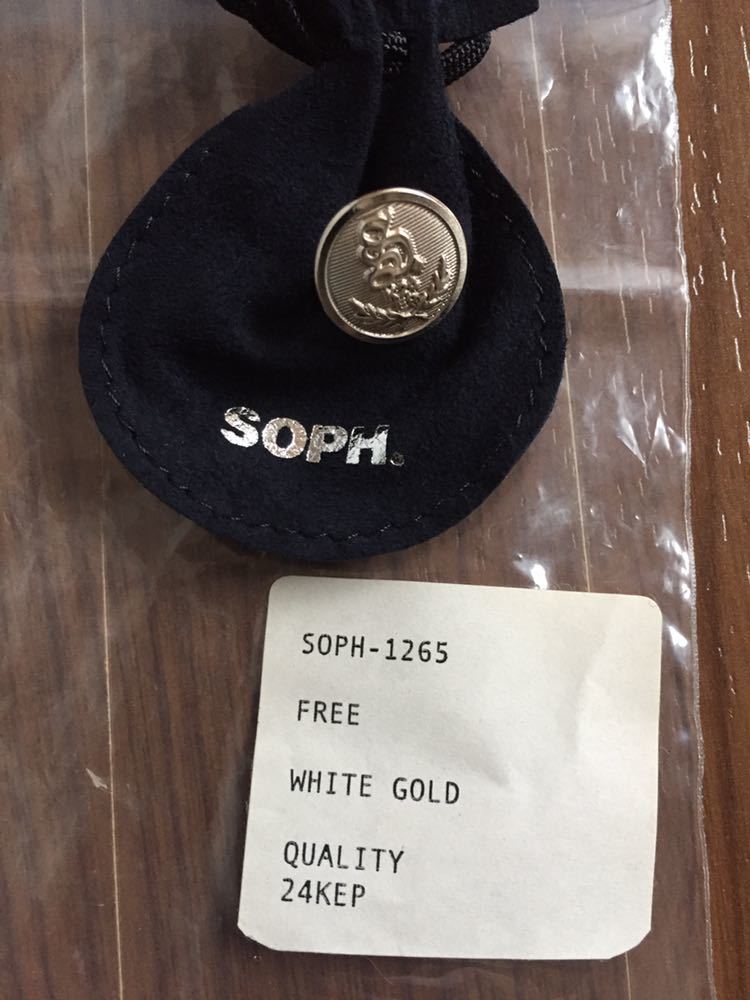 SOPH.
SOPH-1265
FREE
WHITE GOLD
QUALITY
24KEP